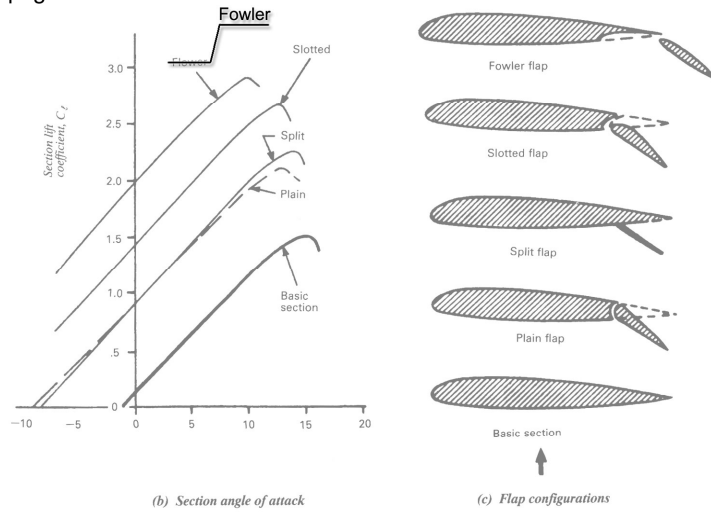 Fowler
Flower
Slotted
Split
Plain
Basic
section
Section lift
coefficient, Cℓ
3.0
2.5
2.0
1.5
1.0
.5
0
−10
−5
0
5
10
15
20
(b) Section angle of attack
Fowler flap
Slotted flap
Split flap
Plain flap
Basic section
(c) Flap configurations